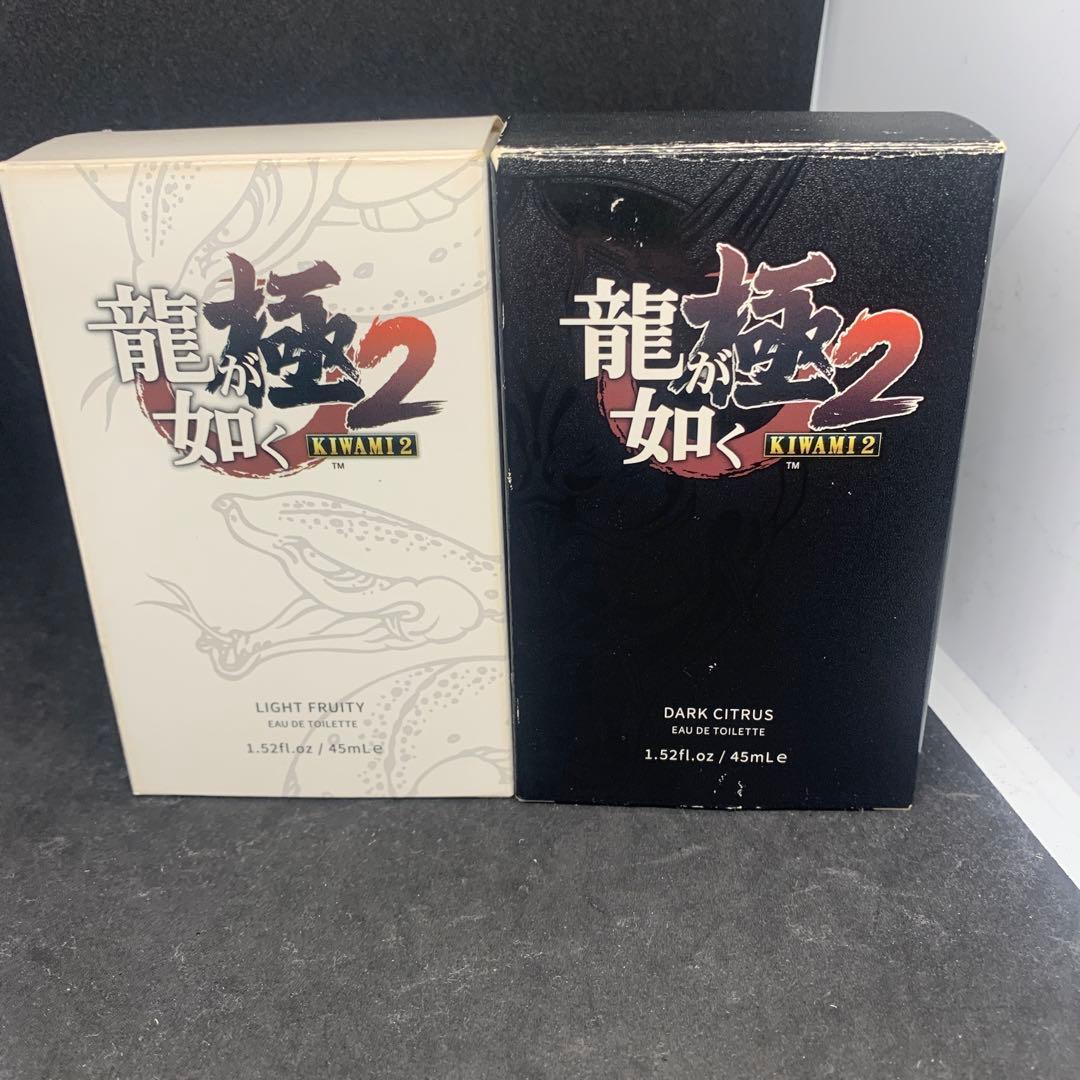 龍が如く 極2
KIWAMI 2
TM
LIGHT FRUITY
EAU DE TOILETTE
1.52fl.oz / 45mL℮
龍が如く 極2
KIWAMI 2
TM
DARK CITRUS
EAU DE TOILETTE
1.52fl.oz / 45mL℮